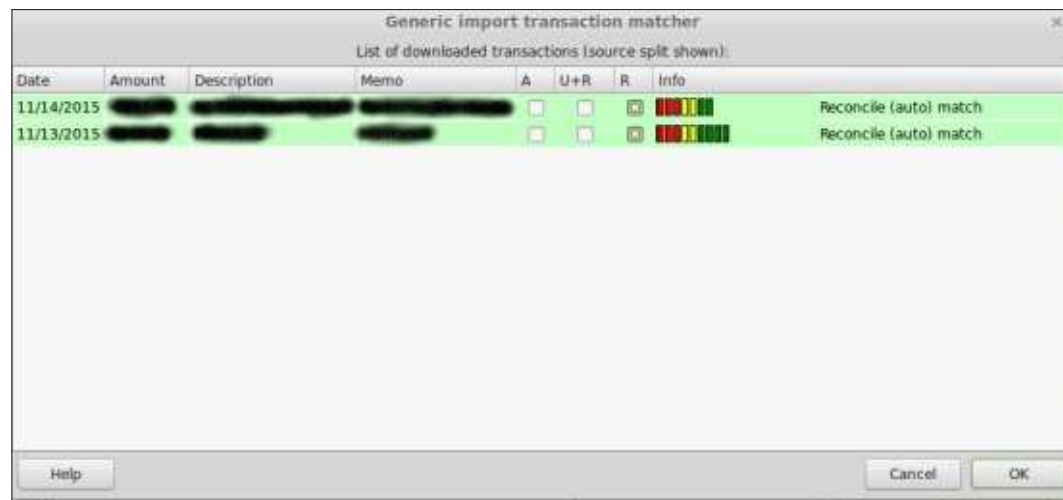 Generic import transaction matcher
List of downloaded transactions (source split shown):
Date Amount Description Memo A U+R R Info
11/14/2015 Reconcile (auto) match
11/13/2015 Reconcile (auto) match
Help Cancel OK